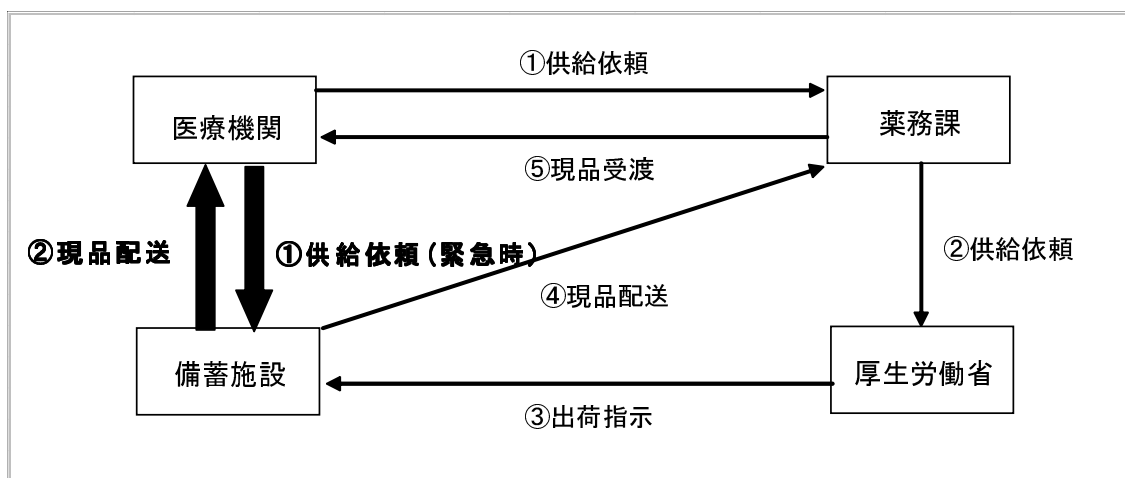 ①供給依頼
医療機関
薬務課
⑤現品受渡
②現品配送
①供給依頼(緊急時)
②供給依頼
④現品配送
備蓄施設
厚生労働省
③出荷指示